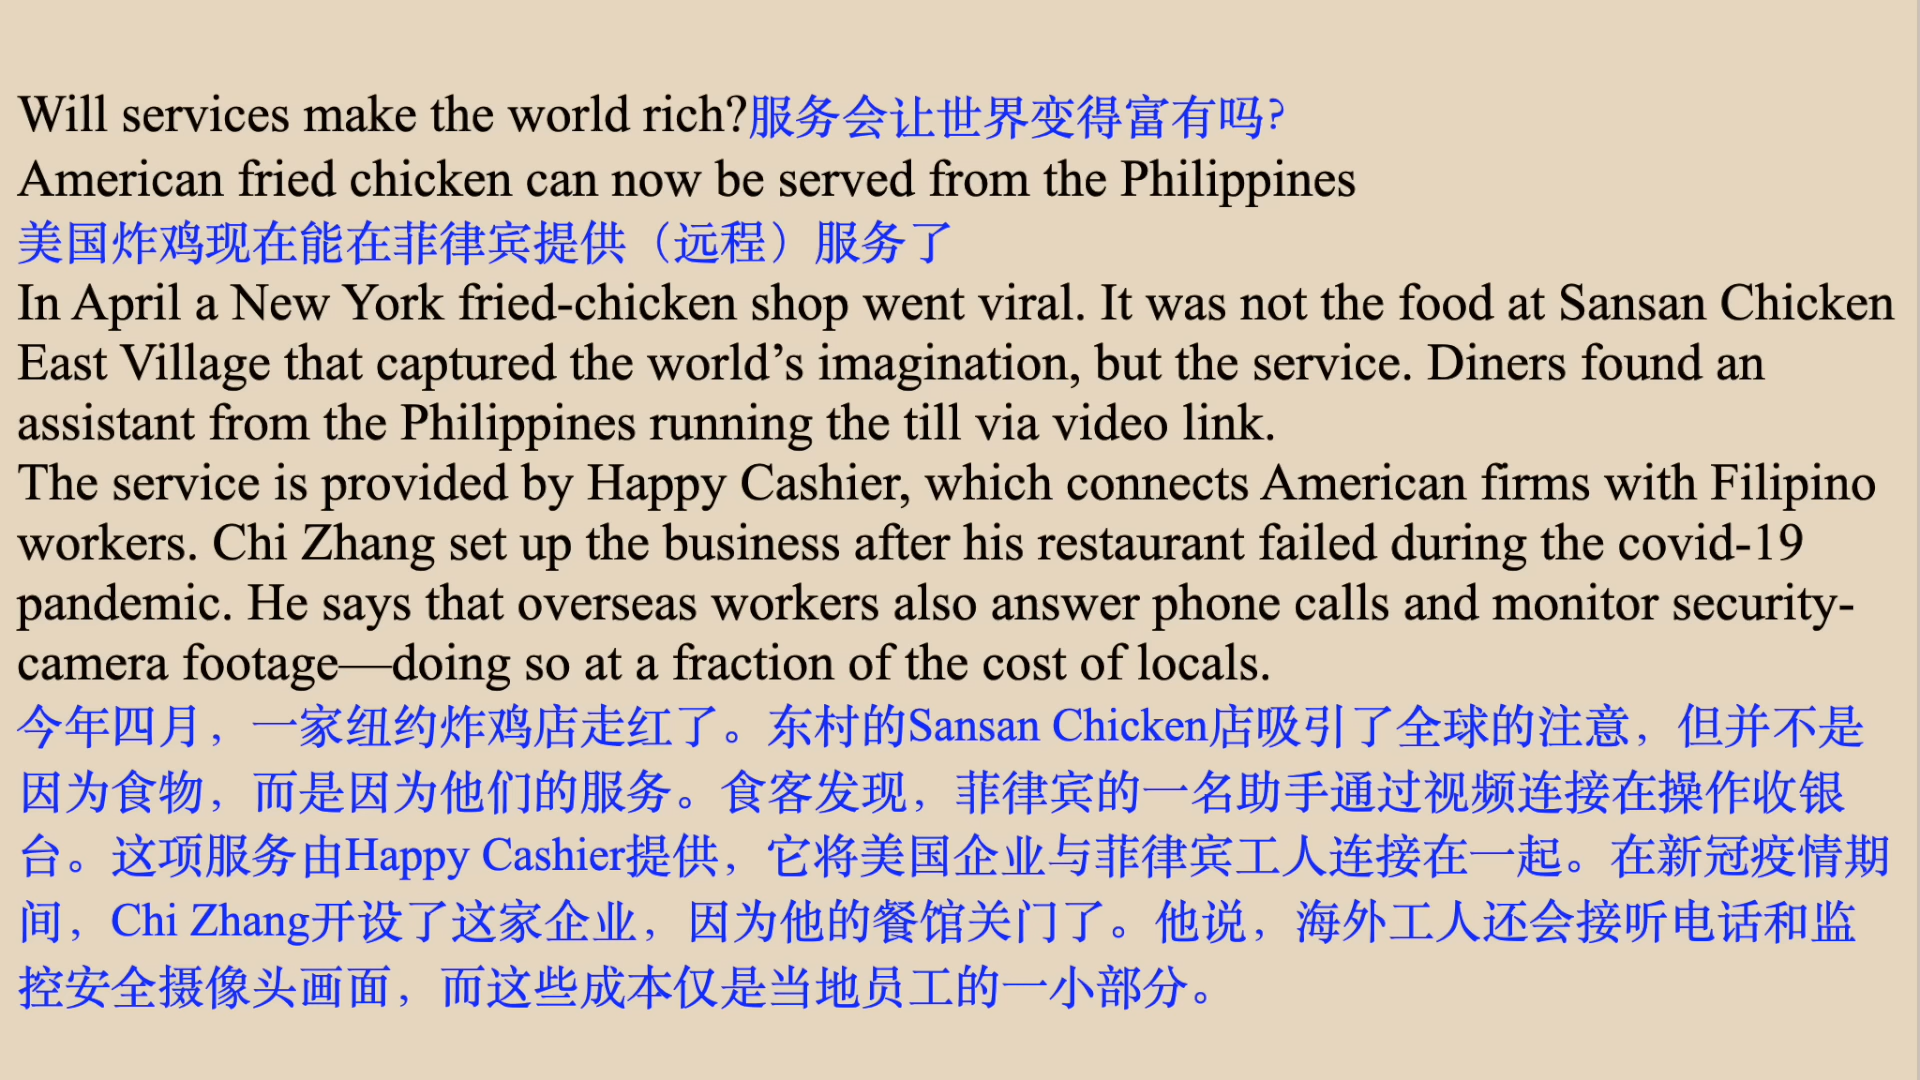 Will services make the world rich?服务会让世界变得富有吗?
American fried chicken can now be served from the Philippines
美国炸鸡现在能在菲律宾提供（远程）服务了
In April a New York fried-chicken shop went viral. It was not the food at Sansan Chicken
East Village that captured the world’s imagination, but the service. Diners found an
assistant from the Philippines running the till via video link.
The service is provided by Happy Cashier, which connects American firms with Filipino
workers. Chi Zhang set up the business after his restaurant failed during the covid-19
pandemic. He says that overseas workers also answer phone calls and monitor security-
camera footage—doing so at a fraction of the cost of locals.
今年四月，一家纽约炸鸡店走红了。东村的Sansan Chicken店吸引了全球的注意，但并不是
因为食物，而是因为他们的服务。食客发现，菲律宾的一名助手通过视频连接在操作收银
台。这项服务由Happy Cashier提供，它将美国企业与菲律宾工人连接在一起。在新冠疫情期
间，Chi Zhang开设了这家企业，因为他的餐馆关门了。他说，海外工人还会接听电话和监
控安全摄像头画面，而这些成本仅是当地员工的一小部分。